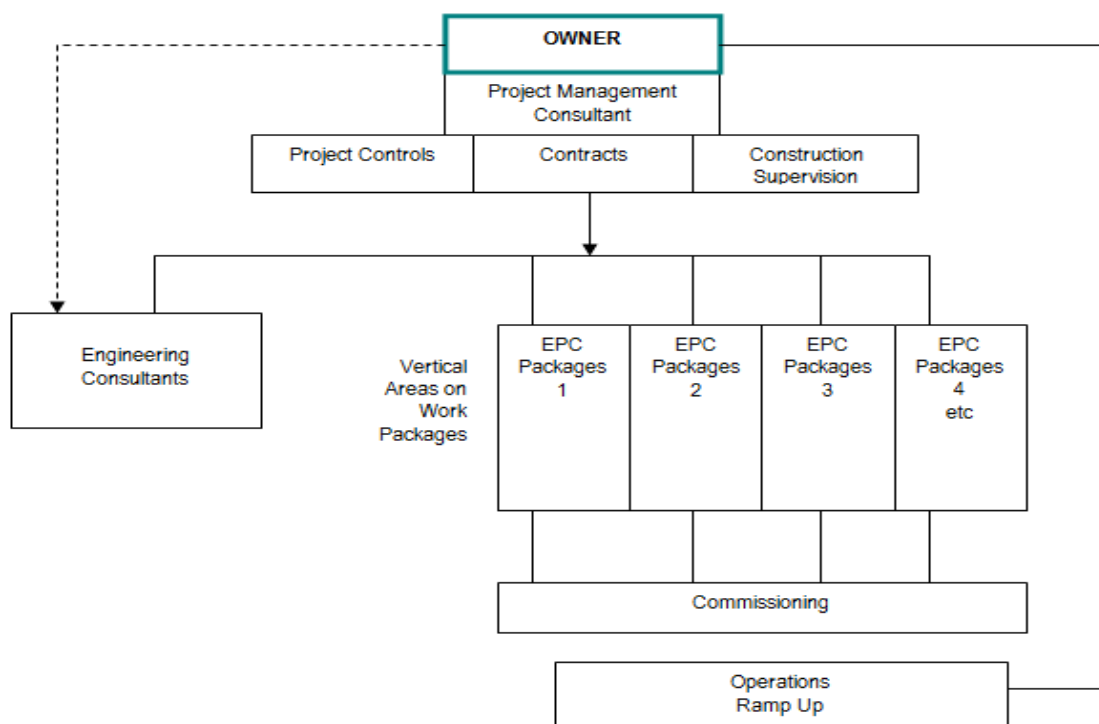 OWNER
Project Management
Consultant
Project Controls
Contracts
Construction
Supervision
Engineering
Consultants
Vertical
Areas on
Work
Packages
EPC
Packages
1
EPC
Packages
2
EPC
Packages
3
EPC
Packages
4
etc
Commissioning
Operations
Ramp Up